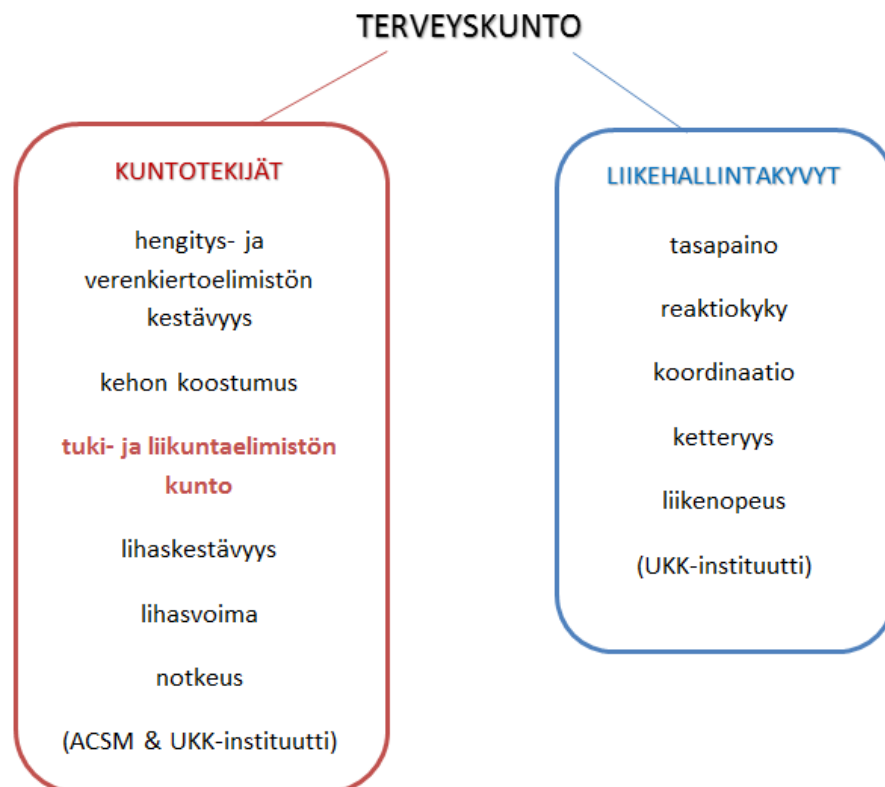 TERVEYSKUNTO
KUNTOTEKIJÄT
hengitys- ja
verenkiertoelimistön
kestävyys
kehon koostumus
tuki- ja liikuntaelimistön
kunto
lihaskestävyys
lihasvoima
notkeus
(ACSM & UKK-instituutti)
LIIKEHALLINTAKYVYT
tasapaino
reaktiokyky
koordinaatio
ketteryys
liikenopeus
(UKK-instituutti)